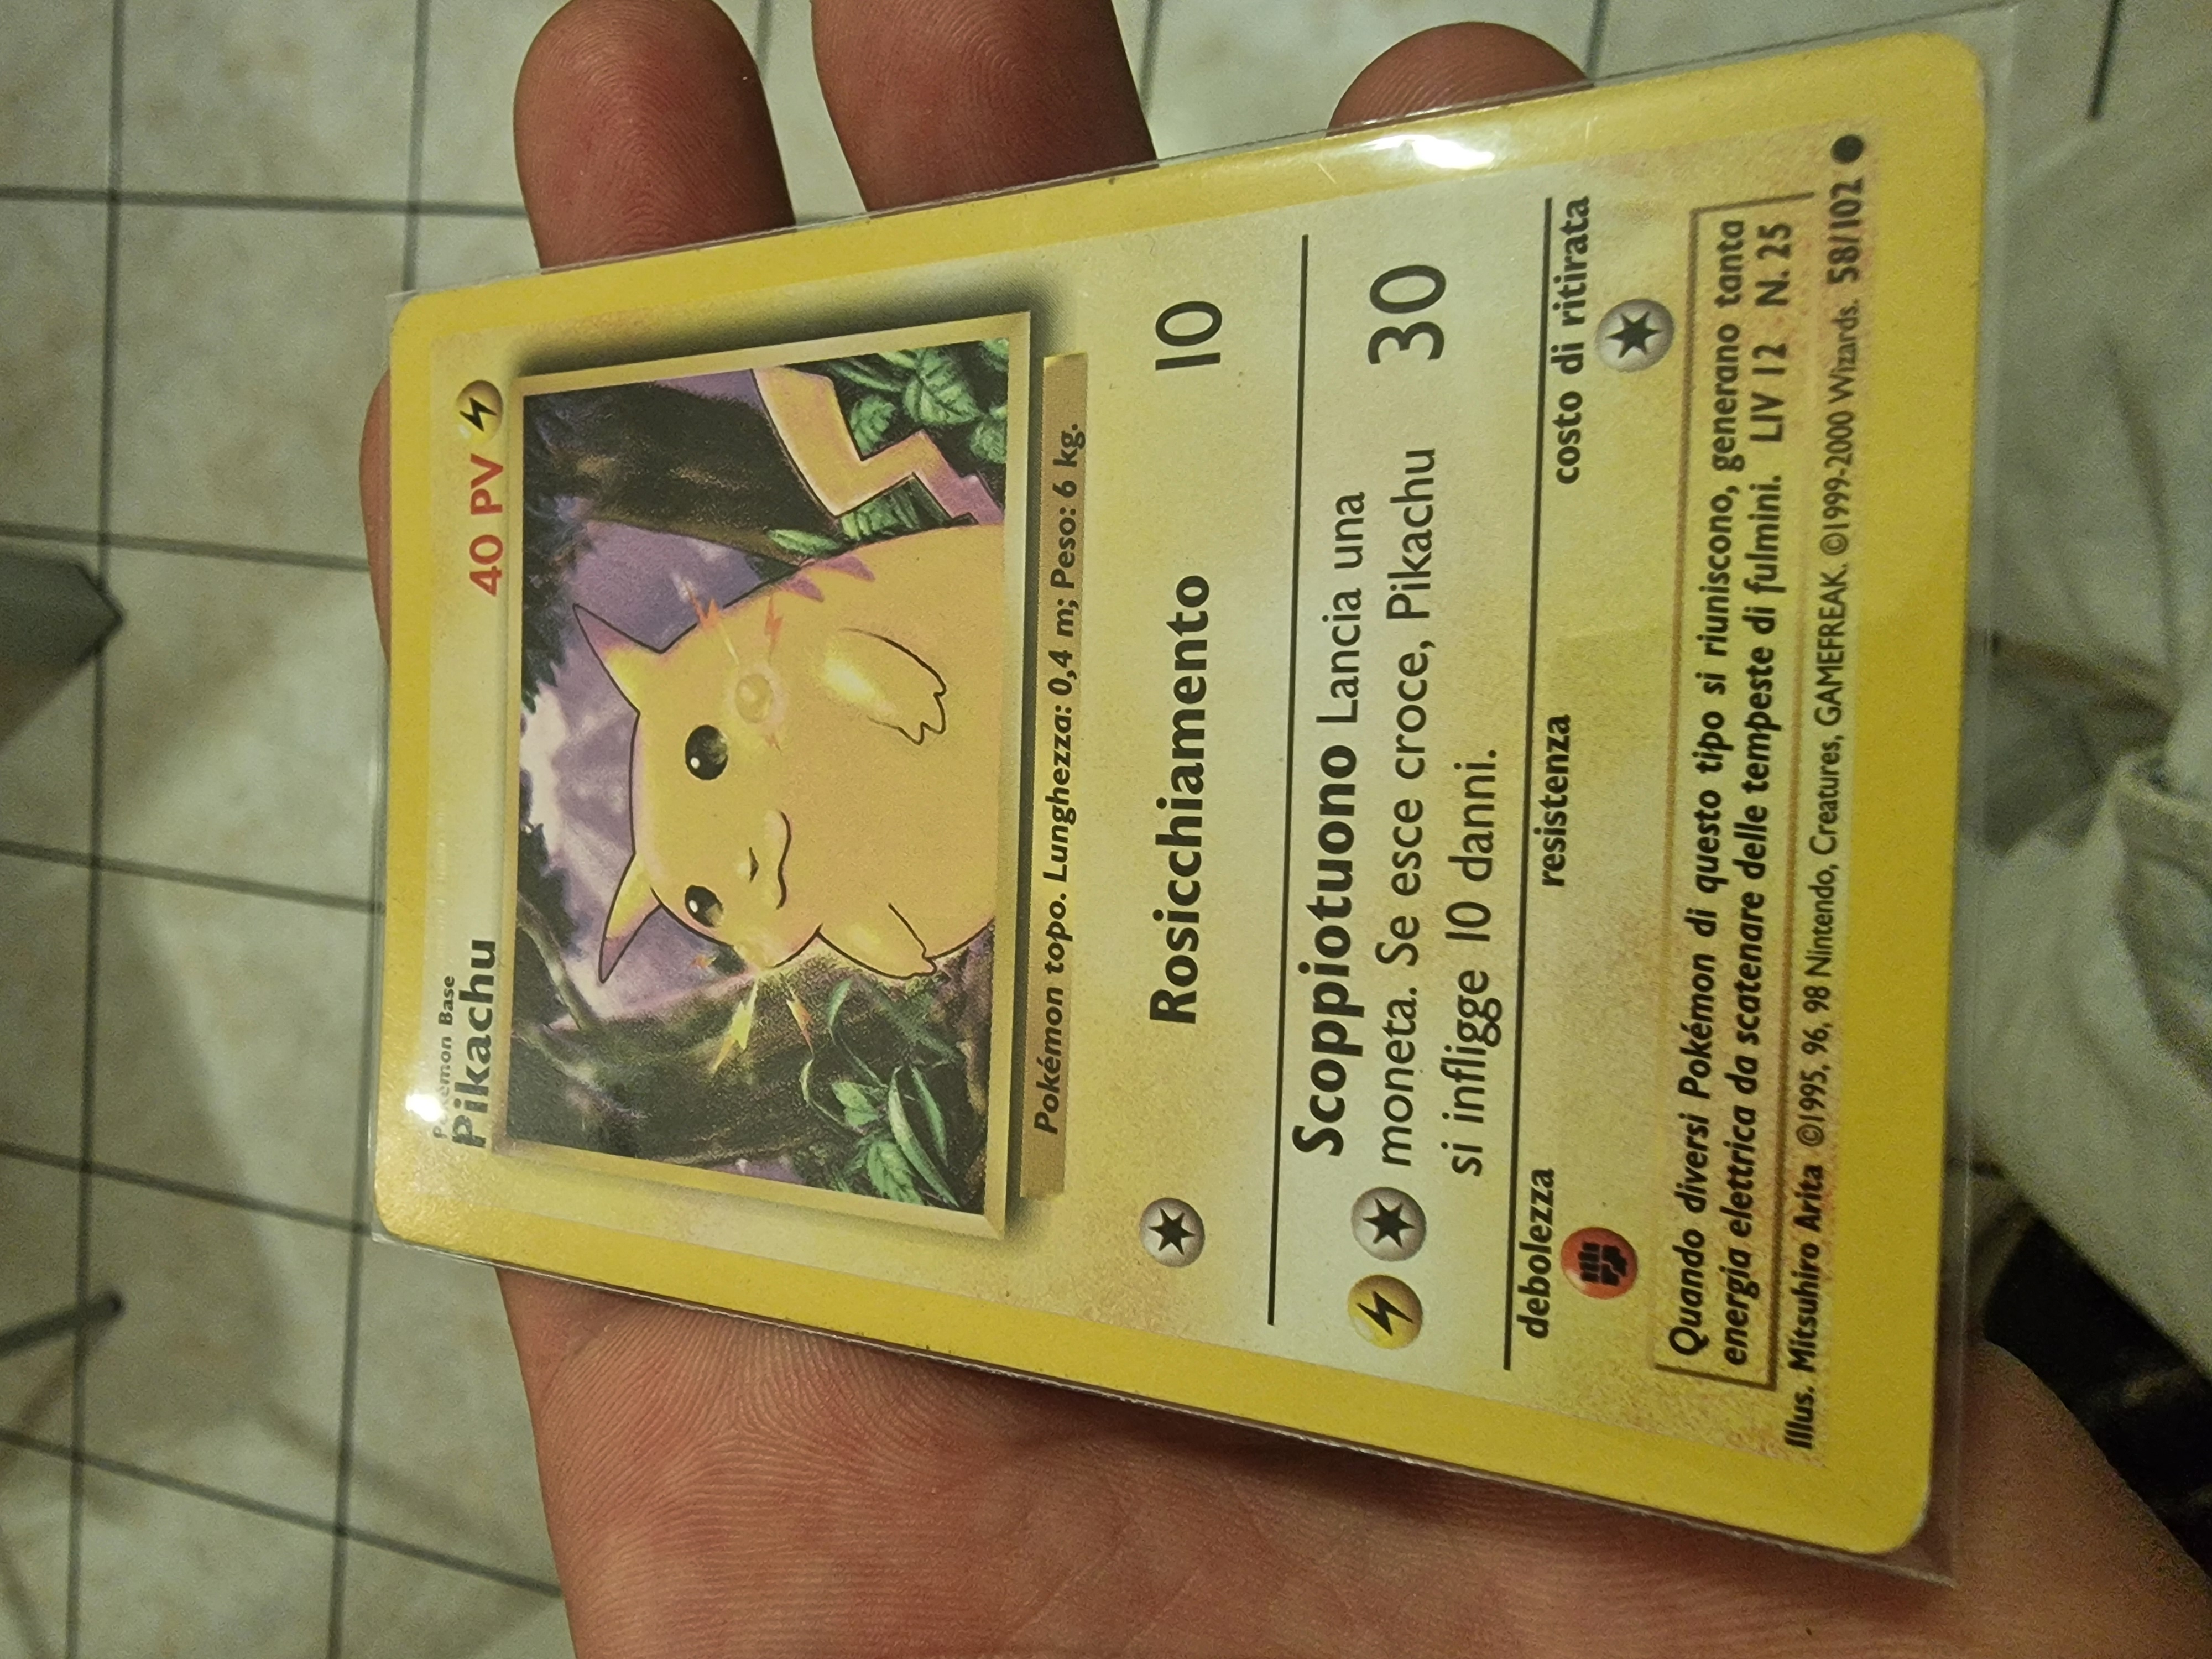 Pokémon Base
Pikachu 40 PV
Pokémon topo. Lunghezza: 0,4 m; Peso: 6 kg.
Rosicchiamento 10
Scoppiotuono Lancia una
moneta. Se esce croce, Pikachu 30
si infligge 10 danni.
debolezza resistenza costo di ritirata
Quando diversi Pokémon di questo tipo si riuniscono, generano tanta
energia elettrica da scatenare delle tempeste di fulmini. LIV 12 N. 25
Illus. Mitsuhiro Arita ©1995, 96, 98 Nintendo, Creatures, GAMEFREAK. ©1999-2000 Wizards. 58/102